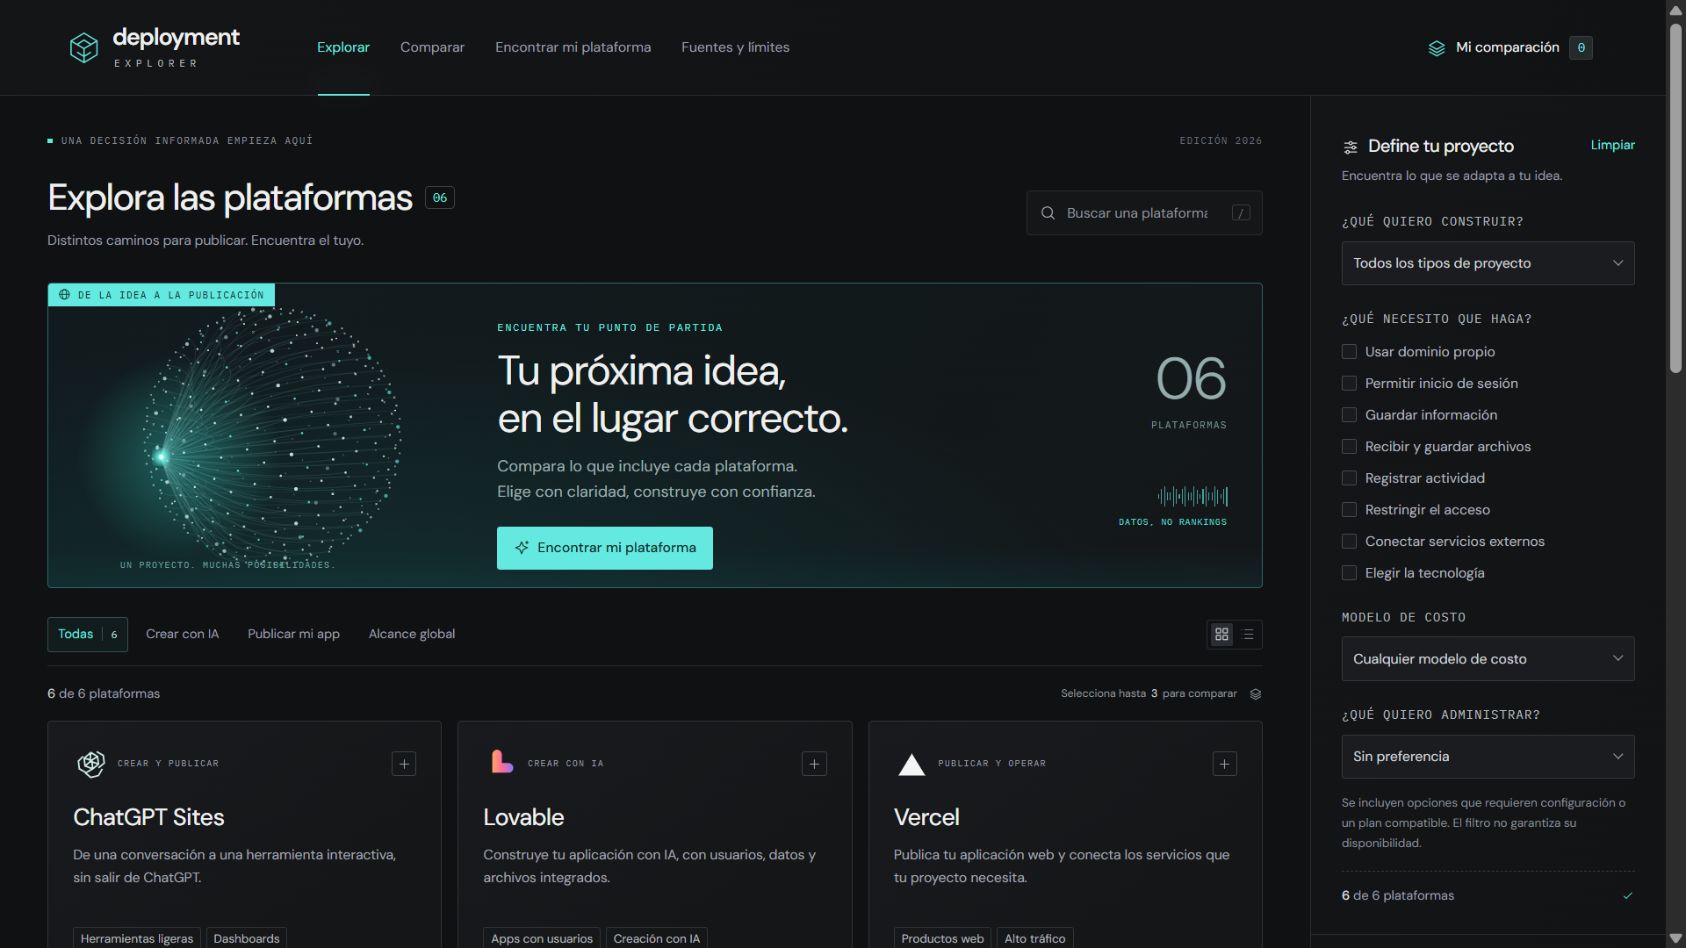 deployment
EXPLORER
Explorar
Comparar
Encontrar mi plataforma
Fuentes y límites
Mi comparación 0
UNA DECISIÓN INFORMADA EMPIEZA AQUÍ
EDICIÓN 2026
Explora las plataformas 06
Distintos caminos para publicar. Encuentra el tuyo.
Buscar una plataforma /
DE LA IDEA A LA PUBLICACIÓN
UN PROYECTO. MUCHAS POSIBILIDADES.
ENCUENTRA TU PUNTO DE PARTIDA
Tu próxima idea,
en el lugar correcto.
Compara lo que incluye cada plataforma.
Elige con claridad, construye con confianza.
Encontrar mi plataforma
06
PLATAFORMAS
DATOS, NO RANKINGS
Todas 6
Crear con IA
Publicar mi app
Alcance global
6 de 6 plataformas
Selecciona hasta 3 para comparar
CREAR Y PUBLICAR
ChatGPT Sites
De una conversación a una herramienta interactiva,
sin salir de ChatGPT.
Herramientas ligeras
Dashboards
CREAR CON IA
Lovable
Construye tu aplicación con IA, con usuarios, datos y
archivos integrados.
Apps con usuarios
Creación con IA
PUBLICAR Y OPERAR
Vercel
Publica tu aplicación web y conecta los servicios que
tu proyecto necesita.
Productos web
Alto tráfico
Define tu proyecto
Limpiar
Encuentra lo que se adapta a tu idea.
¿QUÉ QUIERO CONSTRUIR?
Todos los tipos de proyecto
¿QUÉ NECESITO QUE HAGA?
Usar dominio propio
Permitir inicio de sesión
Guardar información
Recibir y guardar archivos
Registrar actividad
Restringir el acceso
Conectar servicios externos
Elegir la tecnología
MODELO DE COSTO
Cualquier modelo de costo
¿QUÉ QUIERO ADMINISTRAR?
Sin preferencia
Se incluyen opciones que requieren configuración o
un plan compatible. El filtro no garantiza su
disponibilidad.
6 de 6 plataformas